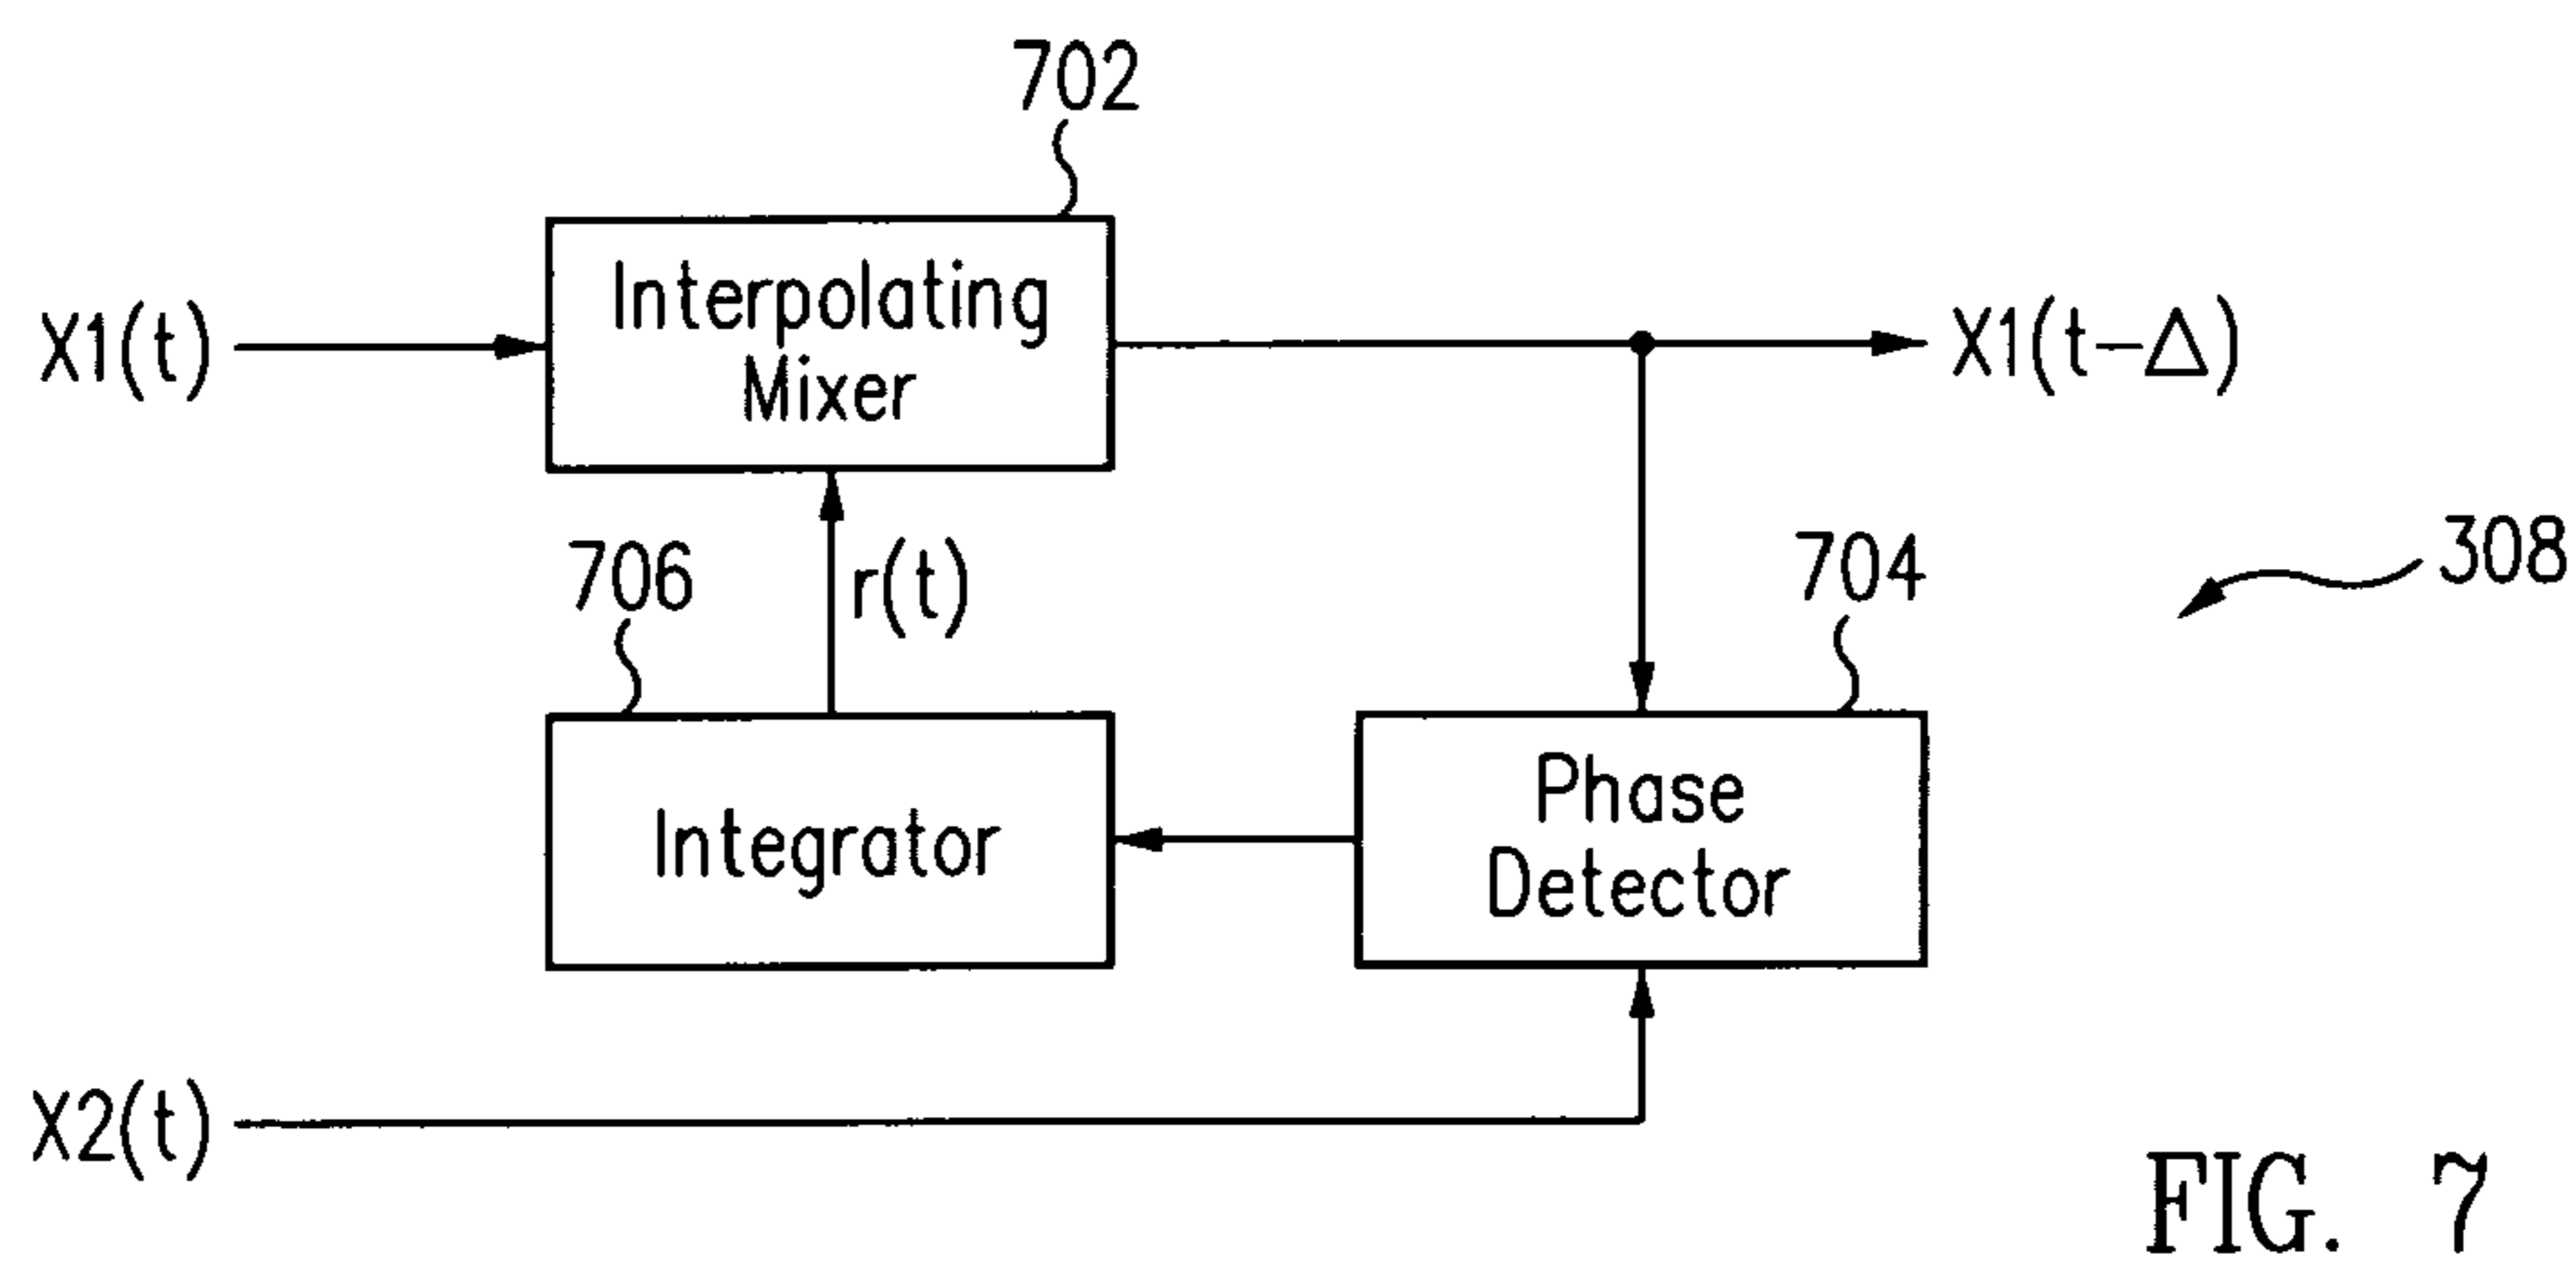 702
X1(t)
Interpolating
Mixer
X1(t-Δ)
706
r(t)
704
308
Integrator
Phase
Detector
X2(t)
FIG. 7